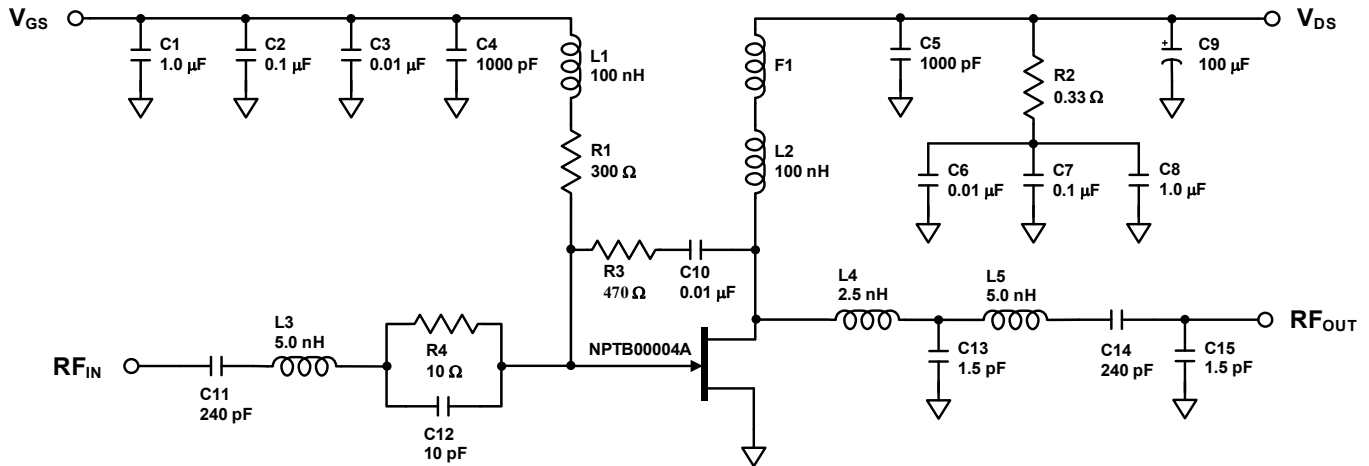 V_GS
C1
1.0 µF
C2
0.1 µF
C3
0.01 µF
C4
1000 pF
L1
100 nH
R1
300 Ω
F1
L2
100 nH
C5
1000 pF
R2
0.33 Ω
+
C9
100 µF
V_DS
C6
0.01 µF
C7
0.1 µF
C8
1.0 µF
R3
470 Ω
C10
0.01 µF
RF_IN
C11
240 pF
L3
5.0 nH
R4
10 Ω
C12
10 pF
NPTB00004A
L4
2.5 nH
C13
1.5 pF
L5
5.0 nH
C14
240 pF
C15
1.5 pF
RF_OUT